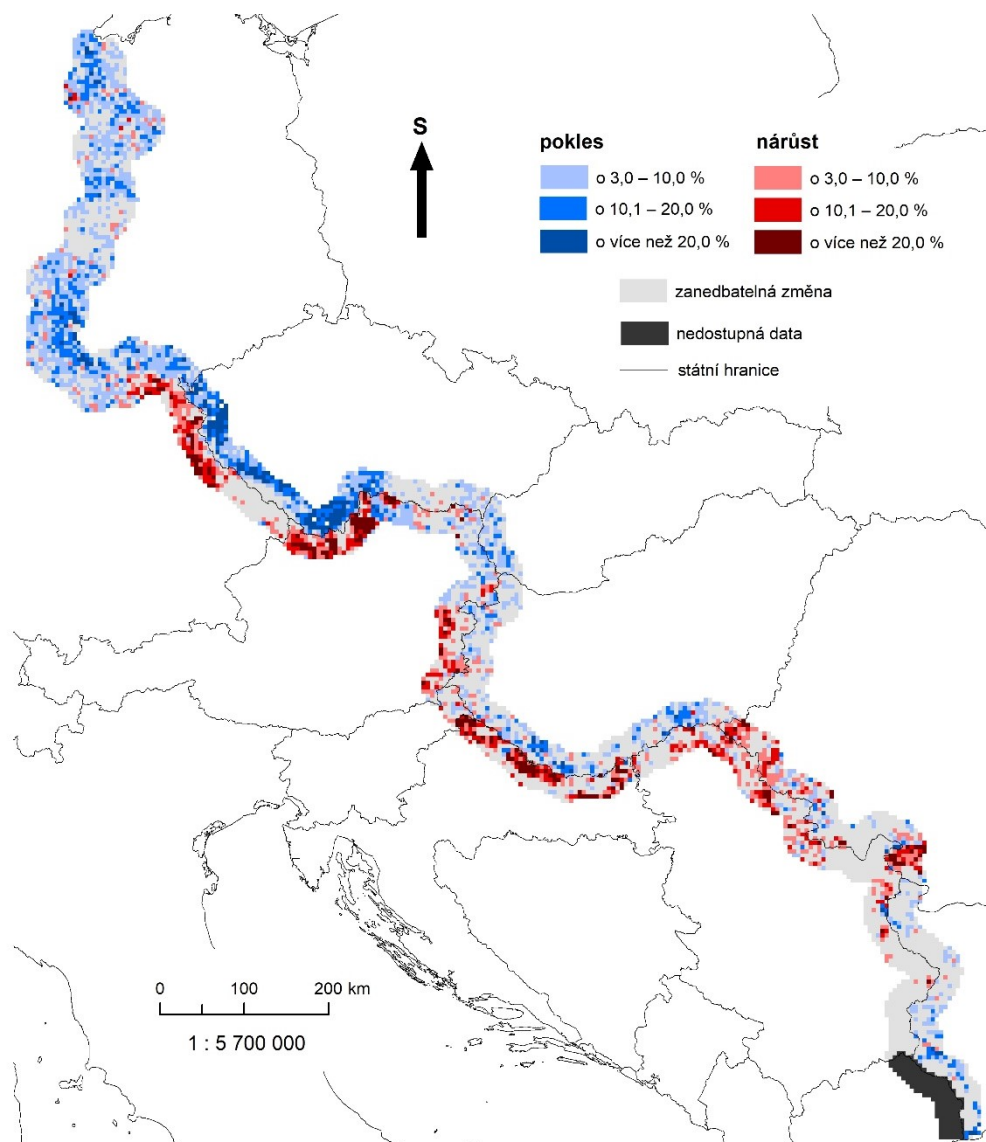 S
pokles
nárůst
o 3,0 – 10,0 %
o 3,0 – 10,0 %
o 10,1 – 20,0 %
o 10,1 – 20,0 %
o více než 20,0 %
o více než 20,0 %
zanedbatelná změna
nedostupná data
státní hranice
0 100 200 km
1 : 5 700 000